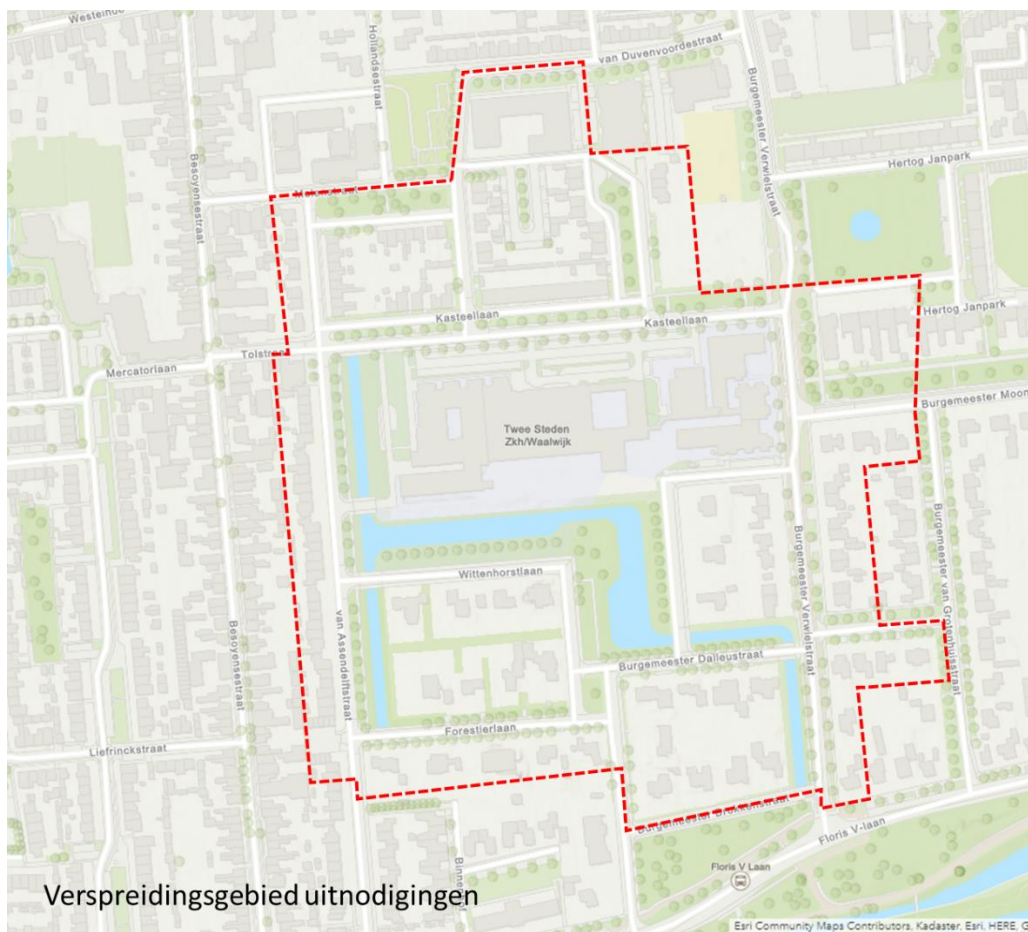 Westeinde
Hollandsestraat
van Duvenvoordestraat
Burgemeester Verwielstraat
Besoyensestraat
Hertog Janpark
Molenstraat
Hertog Janpark
Kasteellaan
Kasteellaan
Tolstraat
Mercatorlaan
Burgemeester Moon
Twee Steden
Zkh/Waalwijk
Burgemeester van Grotenhuisstraat
Wittenhorstlaan
Burgemeester Verwielstraat
van Assendelftstraat
Besoyensestraat
Burgemeester Dalleustraat
Forestierlaan
Liefrinckstraat
Floris V-laan
Floris V Laan
Verspreidingsgebied uitnodigingen
Esri Community Maps Contributors, Kadaster, Esri, HERE, G